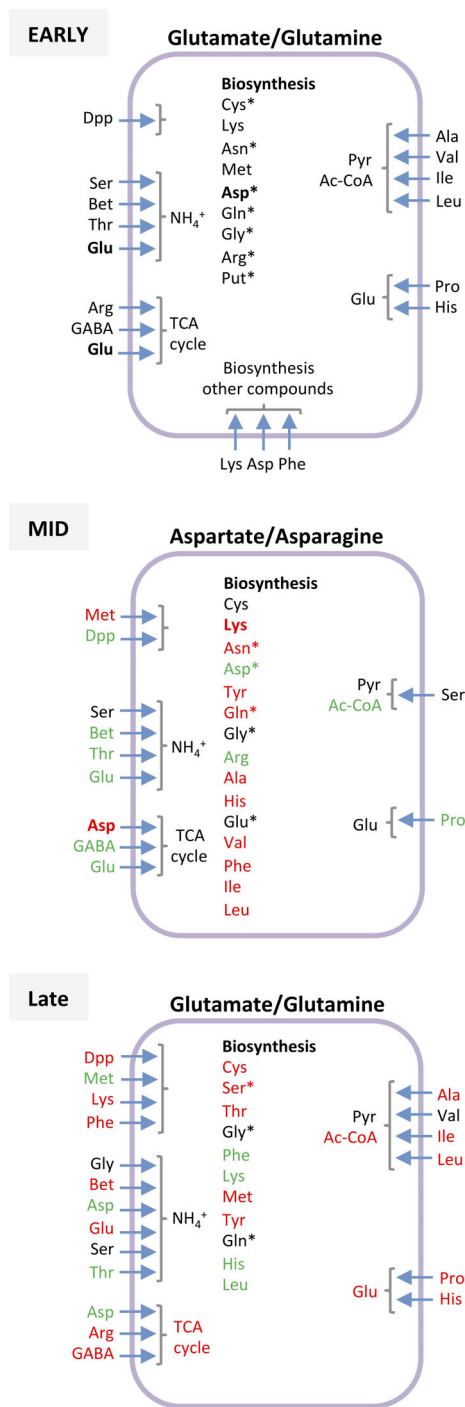 EARLY
Glutamate/Glutamine
Biosynthesis
Cys*
Lys
Asn*
Met
Asp*
Gln*
Gly*
Arg*
Put*
Dpp
Ser
Bet
Thr
Glu
NH4+
Arg
GABA
Glu
TCA
cycle
Pyr
Ac-CoA
Ala
Val
Ile
Leu
Glu
Pro
His
Biosynthesis
other compounds
Lys Asp Phe
MID
Aspartate/Asparagine
Biosynthesis
Cys
Lys
Asn*
Asp*
Tyr
Gln*
Gly*
Arg
Ala
His
Glu*
Val
Phe
Ile
Leu
Met
Dpp
Ser
Bet
Thr
Glu
NH4+
Asp
GABA
Glu
TCA
cycle
Pyr
Ac-CoA
Ser
Glu
Pro
Late
Glutamate/Glutamine
Biosynthesis
Cys
Ser*
Thr
Gly*
Phe
Lys
Met
Tyr
Gln*
His
Leu
Dpp
Met
Lys
Phe
Gly
Bet
Asp
Glu
Ser
Thr
NH4+
Asp
Arg
GABA
TCA
cycle
Pyr
Ac-CoA
Ala
Val
Ile
Leu
Glu
Pro
His